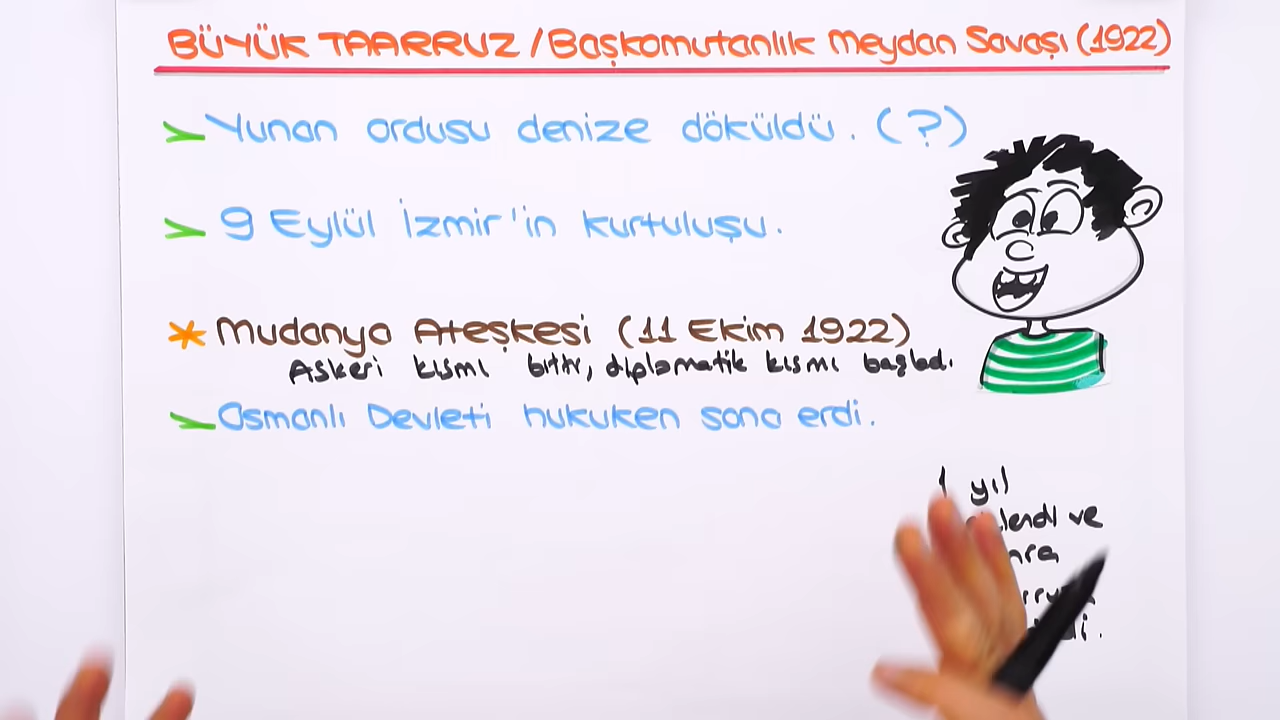 BÜYÜK TAARRUZ / Başkomutanlık Meydan Savaşı (1922)
Yunan ordusu denize döküldü. (?)
9 Eylül İzmir'in kurtuluşu.
* Mudanya Ateşkesi (11 Ekim 1922)
Askeri kısmı bitti, diplomatik kısmı başladı.
Osmanlı Devleti hukuken sona erdi.
1 yıl
ve